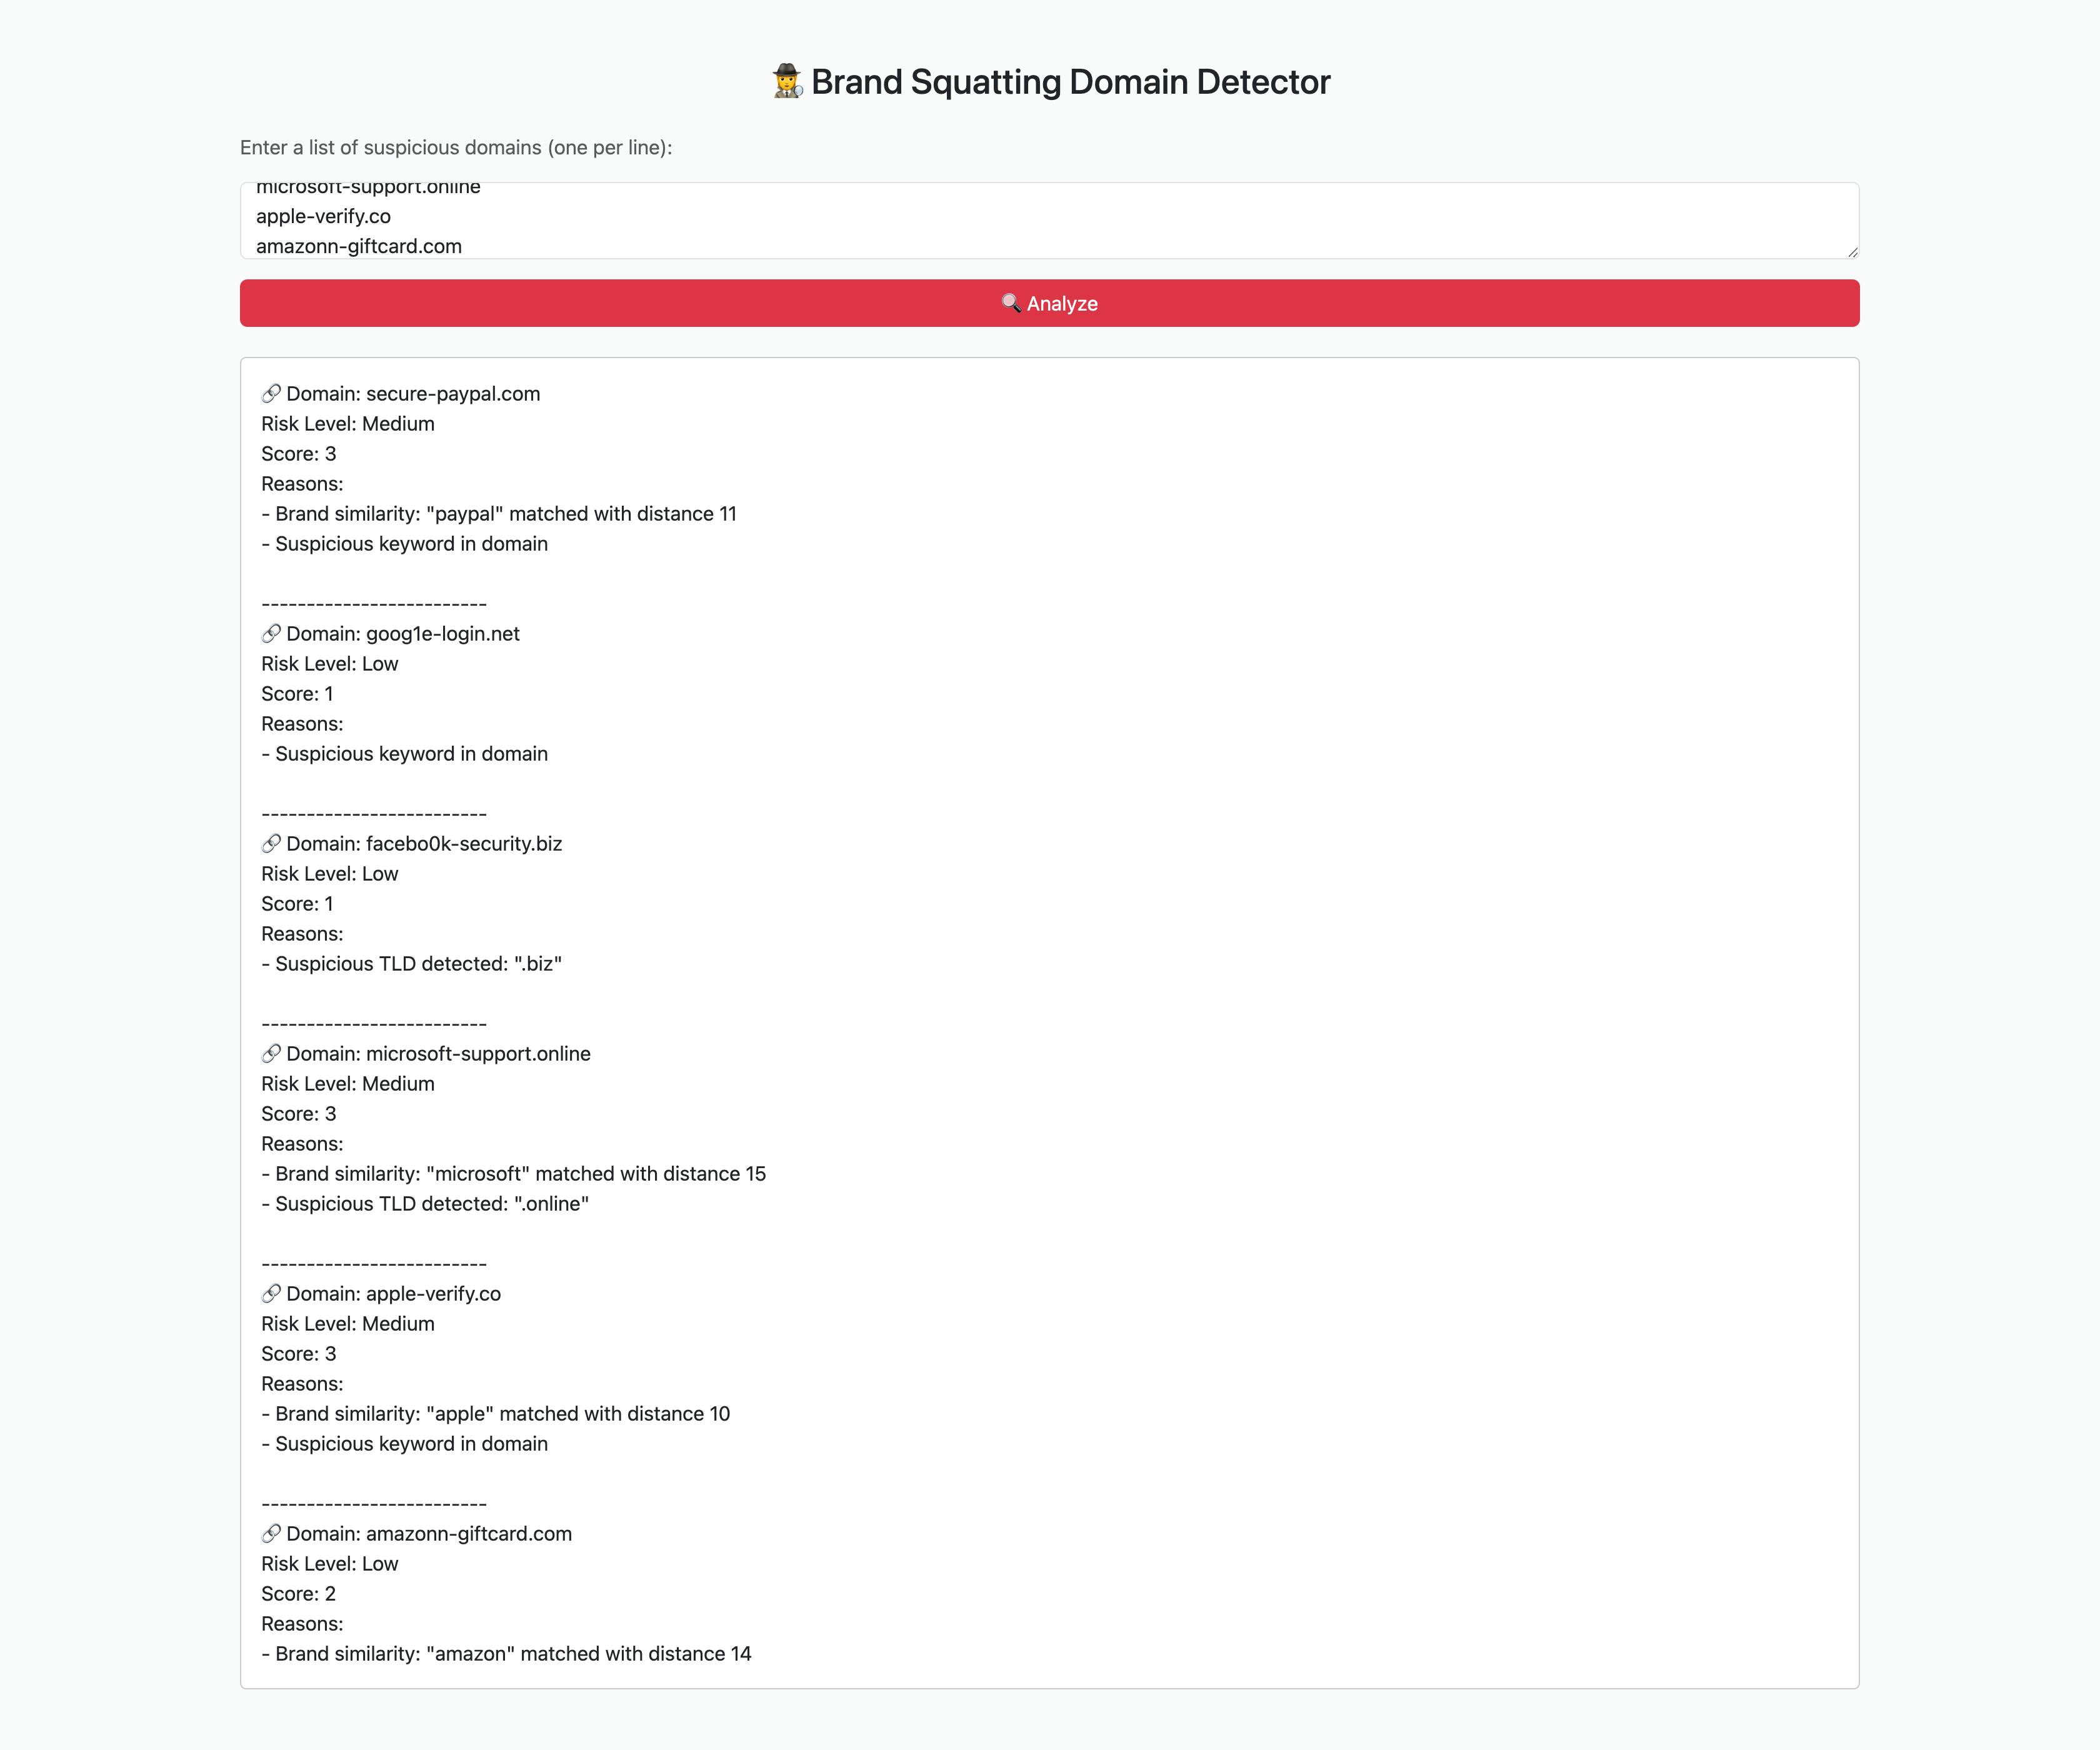 🕵️ Brand Squatting Domain Detector
Enter a list of suspicious domains (one per line):
microsoft-support.online
apple-verify.co
amazonn-giftcard.com
🔍 Analyze
🔗 Domain: secure-paypal.com
Risk Level: Medium
Score: 3
Reasons:
- Brand similarity: "paypal" matched with distance 11
- Suspicious keyword in domain
-------------------------
🔗 Domain: goog1e-login.net
Risk Level: Low
Score: 1
Reasons:
- Suspicious keyword in domain
-------------------------
🔗 Domain: facebo0k-security.biz
Risk Level: Low
Score: 1
Reasons:
- Suspicious TLD detected: ".biz"
-------------------------
🔗 Domain: microsoft-support.online
Risk Level: Medium
Score: 3
Reasons:
- Brand similarity: "microsoft" matched with distance 15
- Suspicious TLD detected: ".online"
-------------------------
🔗 Domain: apple-verify.co
Risk Level: Medium
Score: 3
Reasons:
- Brand similarity: "apple" matched with distance 10
- Suspicious keyword in domain
-------------------------
🔗 Domain: amazonn-giftcard.com
Risk Level: Low
Score: 2
Reasons:
- Brand similarity: "amazon" matched with distance 14